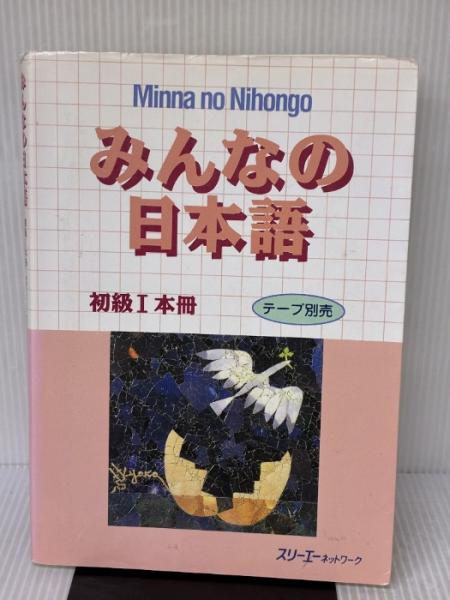 Minna no Nihongo
みんなの
日本語
初級Ⅰ本冊
テープ別売
スリーエーネットワーク